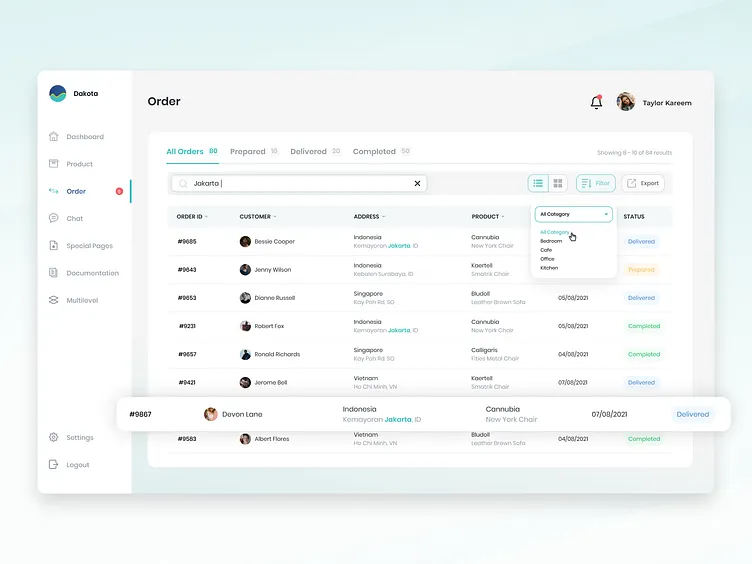 Dakota
Order
Taylor Kareem
Dashboard
Product
Order
Chat
Special Pages
Documentation
Multilevel
Settings
Logout
All Orders 80
Prepared 10
Delivered 20
Completed 50
Showing 8 - 10 of 84 results
Jakarta
Filter
Export
ORDER ID
CUSTOMER
ADDRESS
PRODUCT
All Category
STATUS
All Category
Bedroom
Cafe
Office
Kitchen
#9685
Bessie Cooper
Indonesia
Kemayoran Jakarta, ID
Cannubia
New York Chair
Delivered
#9643
Jenny Wilson
Indonesia
Surabaya, ID
Kaertell
Smatrik Chair
Prepared
#9653
Dianne Russell
Singapore
Kay Poh Rd, SG
Bludoll
Leather Brown Sofa
05/08/2021
Delivered
#9231
Robert Fox
Indonesia
Kemayoran Jakarta, ID
Cannubia
New York Chair
05/08/2021
Completed
#9657
Ronald Richards
Singapore
Kay Poh Rd, SG
Calligaris
Metal Chair
04/08/2021
Completed
#9421
Jerome Bell
Vietnam
Ho Chi Minh, VN
Kaertell
Smatrik Chair
07/08/2021
Delivered
#9867
Devon Lane
Indonesia
Kemayoran Jakarta, ID
Cannubia
New York Chair
07/08/2021
Delivered
#9583
Albert Flores
Vietnam
Ho Chi Minh, VN
Bludoll
Leather Brown Sofa
04/08/2021
Completed